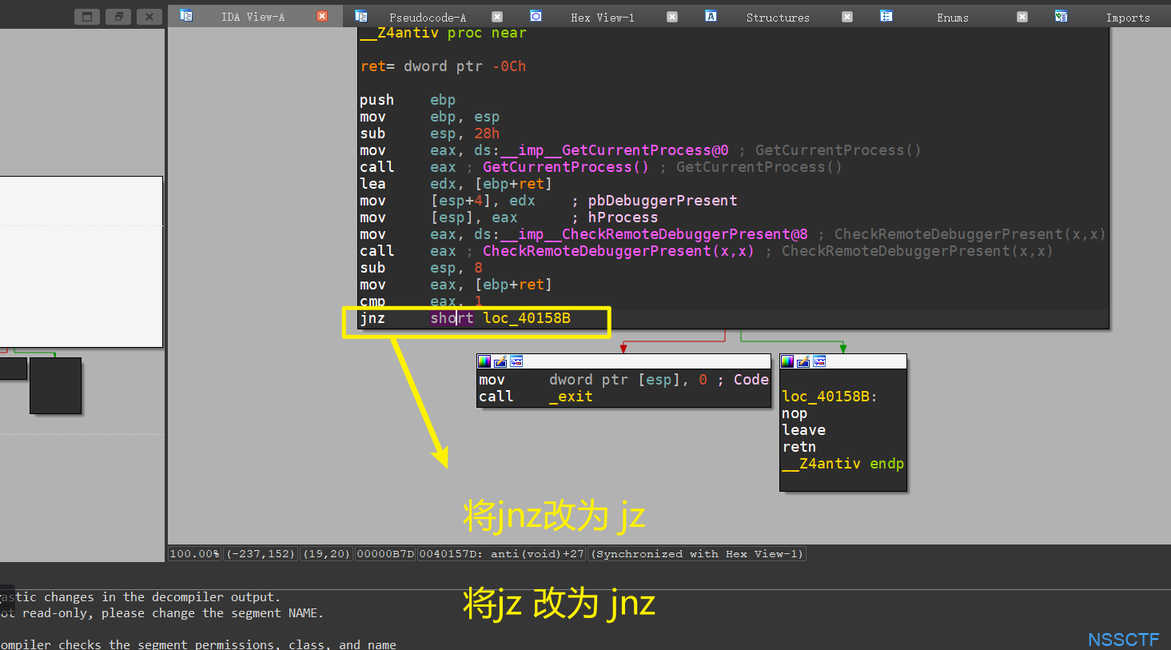 IDA View-A
Pseudocode-A
Hex View-1
Structures
Enums
Imports
__Z4antiv proc near
ret= dword ptr -0Ch
push ebp
mov ebp, esp
sub esp, 28h
mov eax, ds:__imp__GetCurrentProcess@0 ; GetCurrentProcess()
call eax ; GetCurrentProcess() ; GetCurrentProcess()
lea edx, [ebp+ret]
mov [esp+4], edx ; pbDebuggerPresent
mov [esp], eax ; hProcess
mov eax, ds:__imp__CheckRemoteDebuggerPresent@8 ; CheckRemoteDebuggerPresent(x,x)
call eax ; CheckRemoteDebuggerPresent(x,x) ; CheckRemoteDebuggerPresent(x,x)
sub esp, 8
mov eax, [ebp+ret]
cmp eax, 1
jnz short loc_40158B
mov dword ptr [esp], 0 ; Code
call _exit
loc_40158B:
nop
leave
retn
__Z4antiv endp
将jnz改为 jz
100.00% (-237,152) (19,20) 00000B7D 0040157D: anti(void)+27 (Synchronized with Hex View-1)
将jz 改为 jnz
astic changes in the decompiler output.
ot read-only, please change the segment NAME.
ompiler checks the segment permissions, class, and name
NSSCTF